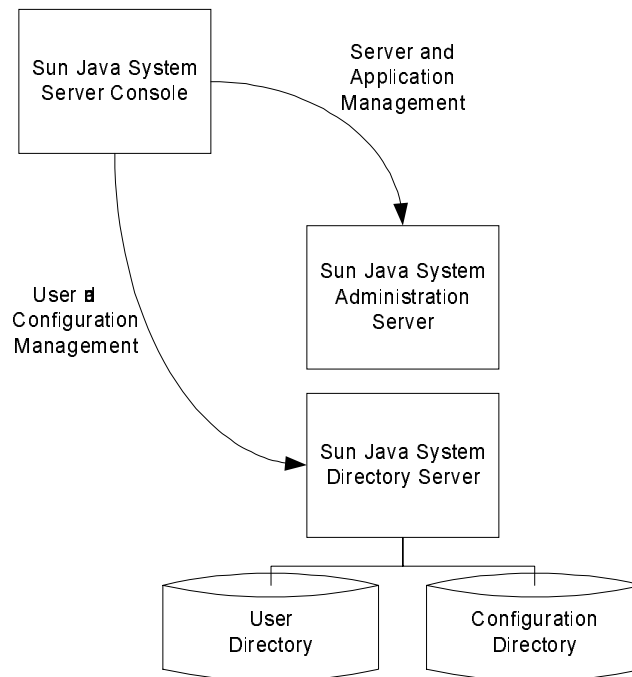 Sun Java System
Server Console
Server and
Application
Management
Sun Java System
Administration
Server
User
Configuration
Management
Sun Java System
Directory Server
User
Directory
Configuration
Directory